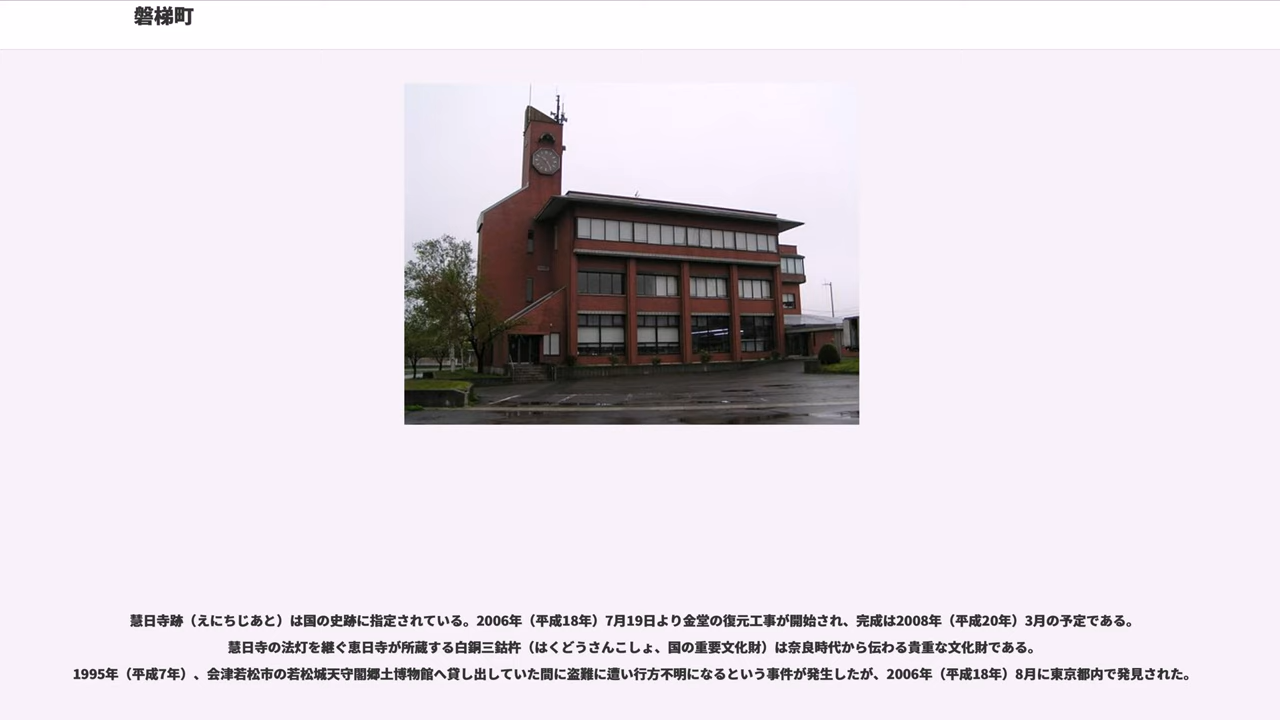 磐梯町
慧日寺跡（えにちじあと）は国の史跡に指定されている。2006年（平成18年）7月19日より金堂の復元工事が開始され、完成は2008年（平成20年）3月の予定である。
慧日寺の法灯を継ぐ恵日寺が所蔵する白銅三鈷杵（はくどうさんこしょ、国の重要文化財）は奈良時代から伝わる貴重な文化財である。
1995年（平成7年）、会津若松市の若松城天守閣郷土博物館へ貸し出していた間に盗難に遭い行方不明になるという事件が発生したが、2006年（平成18年）8月に東京都内で発見された。